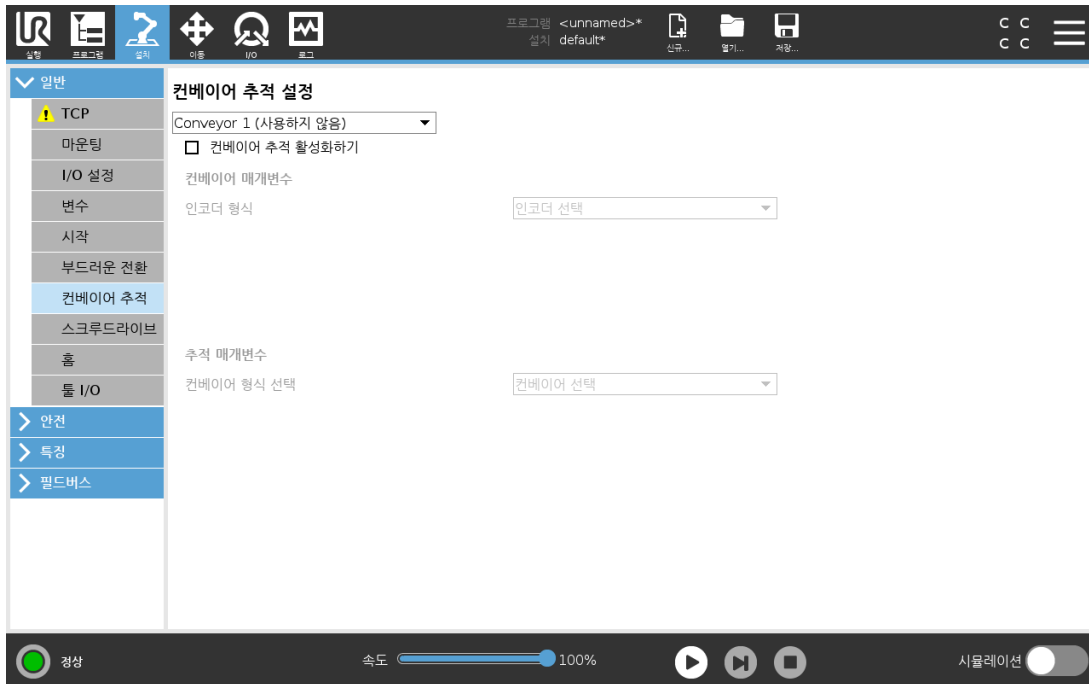 프로그램 <unnamed>*
설치 default*
실행 프로그램 설치 이동 I/O 로그 신규... 열기... 저장...
C C
C C
일반
TCP
마운팅
I/O 설정
변수
시작
부드러운 전환
컨베이어 추적
스크루드라이브
홈
툴 I/O
안전
특징
필드버스
컨베이어 추적 설정
Conveyor 1 (사용하지 않음)
컨베이어 추적 활성화하기
컨베이어 매개변수
인코더 형식 인코더 선택
추적 매개변수
컨베이어 형식 선택 컨베이어 선택
정상 속도 100% 시뮬레이션